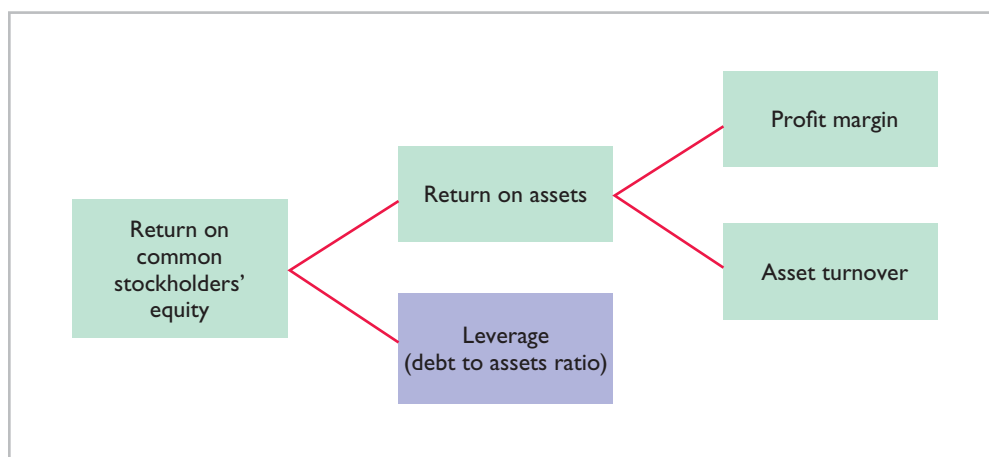 Profit margin
Return on assets
Return on
common
stockholders’
equity
Asset turnover
Leverage
(debt to assets ratio)